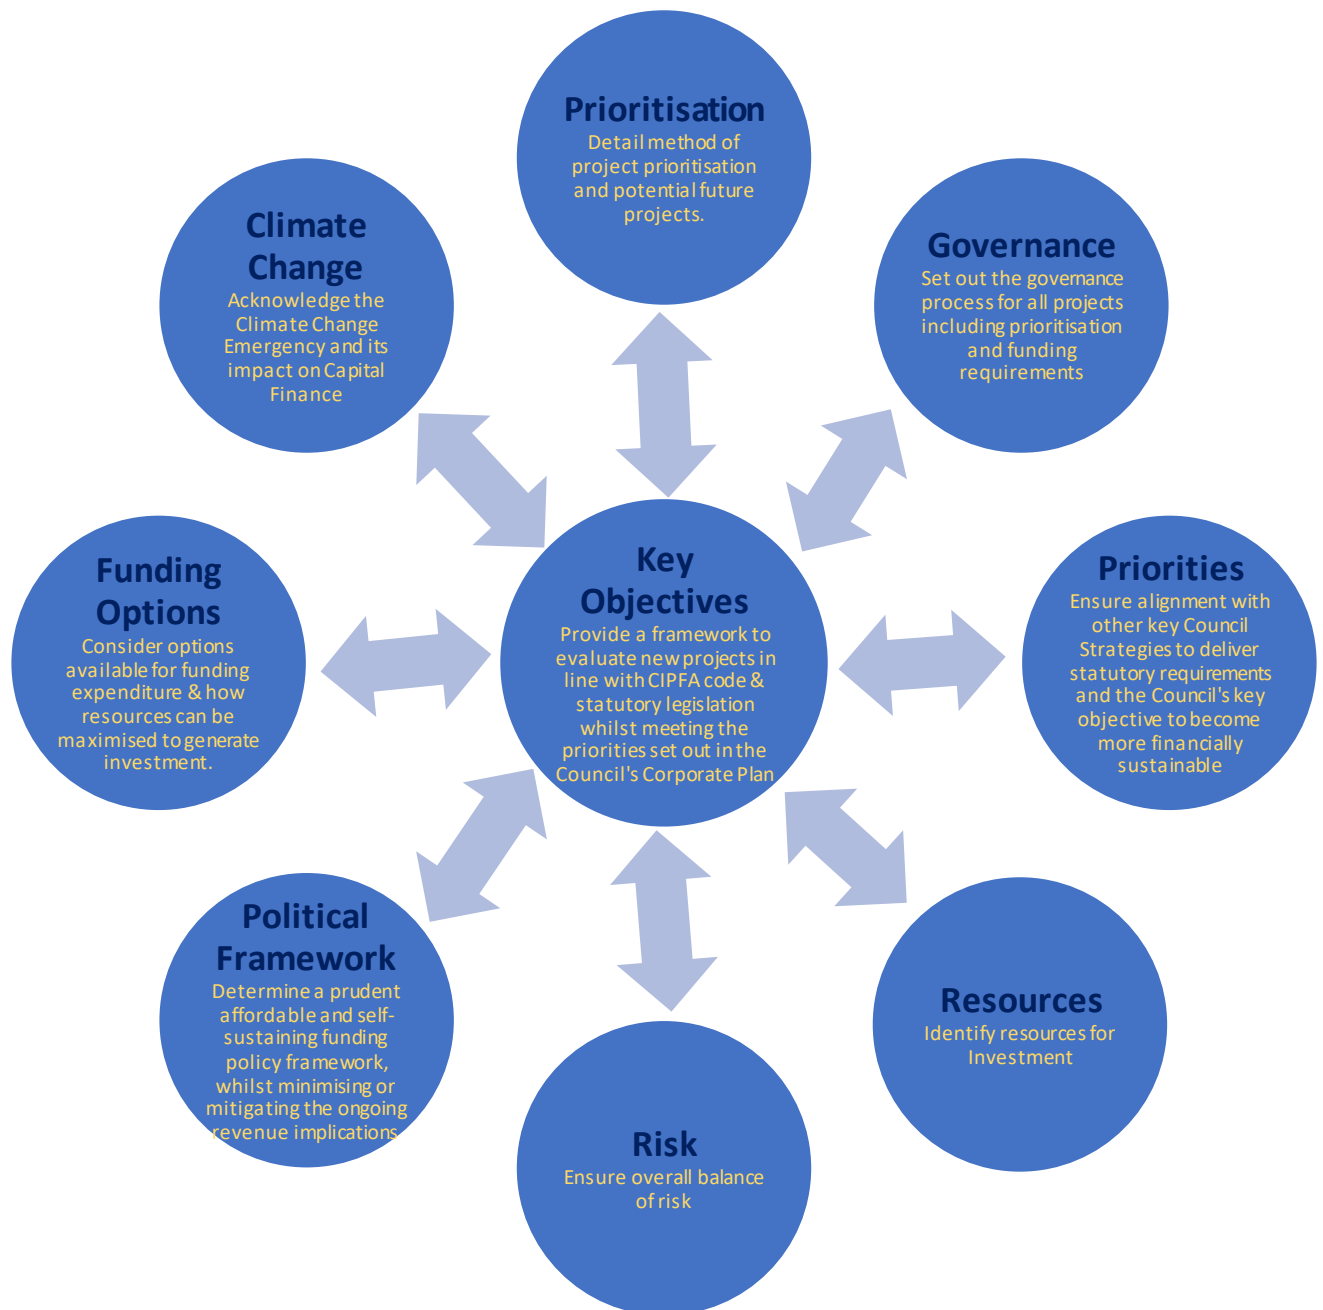 Prioritisation
Detail method of
project prioritisation
and potential future
projects.
Governance
Set out the governance
process for all projects
including prioritisation
and funding
requirements
Priorities
Ensure alignment with
other key Council
Strategies to deliver
statutory requirements
and the Council's key
objective to become
more financially
sustainable
Resources
Identify resources for
Investment
Risk
Ensure overall balance
of risk
Political
Framework
Determine a prudent
affordable and self-
sustaining funding
policy framework,
whilst minimising or
mitigating the ongoing
revenue implications
Funding
Options
Consider options
available for funding
expenditure & how
resources can be
maximised to generate
investment.
Climate
Change
Acknowledge the
Climate Change
Emergency and its
impact on Capital
Finance
Key
Objectives
Provide a framework to
evaluate new projects in
line with CIPFA code &
statutory legislation
whilst meeting the
priorities set out in the
Council's Corporate Plan